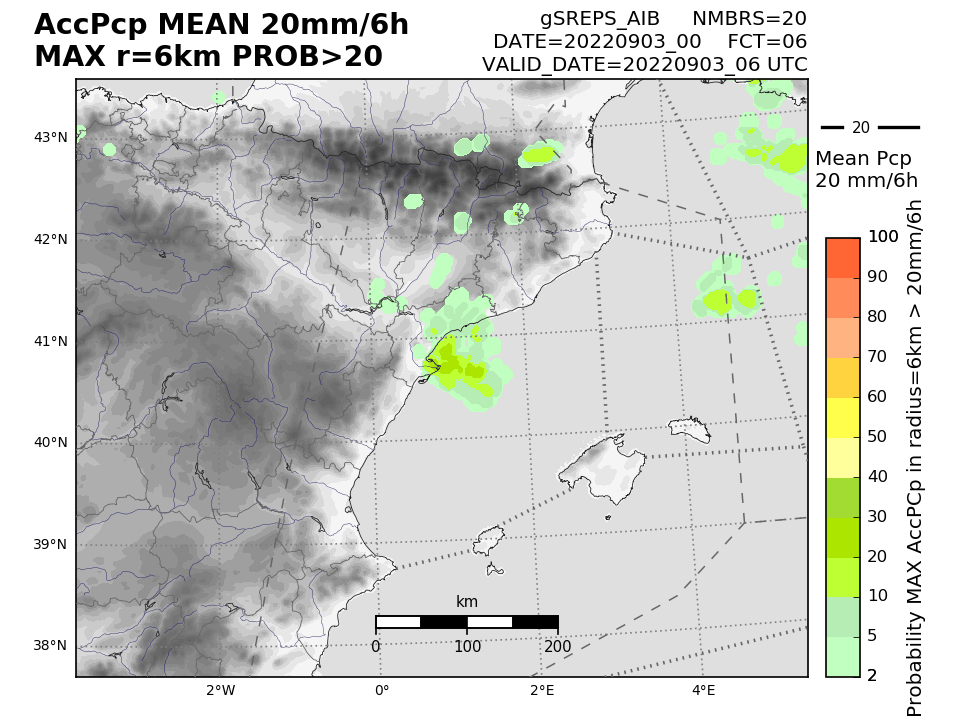 AccPcp MEAN 20mm/6h
MAX r=6km PROB>20
gSREPS_AIB NMBRS=20
DATE=20220903_00 FCT=06
VALID_DATE=20220903_06 UTC
43°N
42°N
41°N
40°N
39°N
38°N
2°W
0°
2°E
4°E
km
0 100 200
20
Mean Pcp
20 mm/6h
100
90
80
70
60
50
40
30
20
10
5
2
Probability MAX AccPCp in radius=6km > 20mm/6h